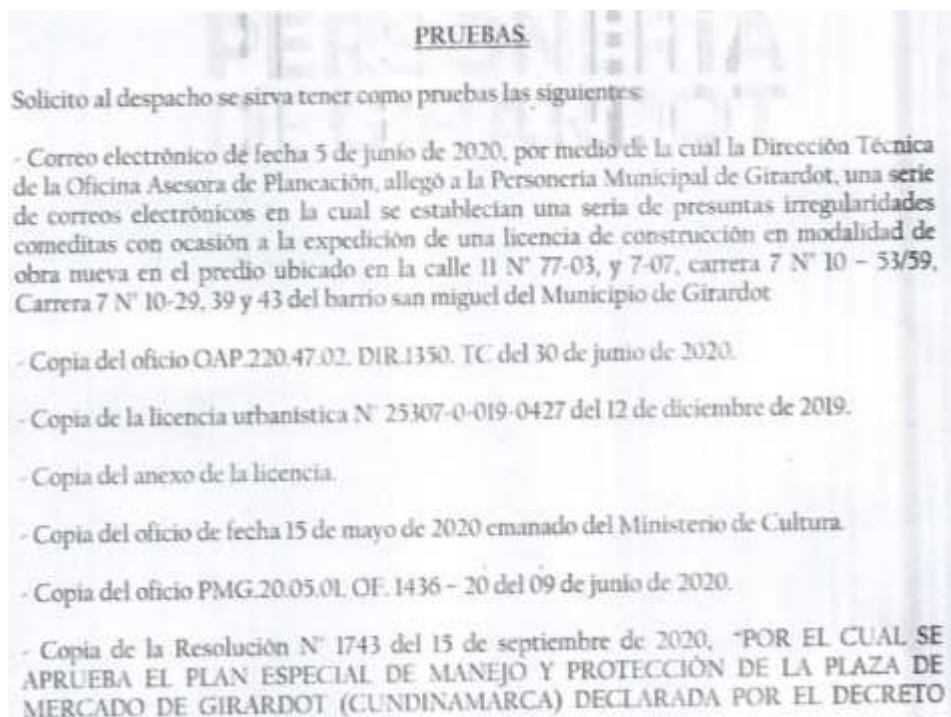 PERSONERIA
DE GIRARDOT
PRUEBAS.
Solicito al despacho se sirva tener como pruebas las siguientes:
- Correo electrónico de fecha 5 de junio de 2020, por medio de la cual la Dirección Técnica
de la Oficina Asesora de Planeación, allegó a la Personería Municipal de Girardot, una serie
de correos electrónicos en la cual se establecían una seria de presuntas irregularidades
comeditas con ocasión a la expedición de una licencia de construcción en modalidad de
obra nueva en el predio ubicado en la calle 11 N° 77-03, y 7-07, carrera 7 N° 10 – 53/59,
Carrera 7 N° 10-29, 39 y 43 del barrio san miguel del Municipio de Girardot
- Copia del oficio OAP.220.47.02. DIR.1350. TC del 30 de junio de 2020.
- Copia de la licencia urbanística N° 25307-0-019-0427 del 12 de diciembre de 2019.
- Copia del anexo de la licencia.
- Copia del oficio de fecha 15 de mayo de 2020 emanado del Ministerio de Cultura.
- Copia del oficio PMG.20.05.01. OF. 1436 – 20 del 09 de junio de 2020.
- Copia de la Resolución N° 1743 del 15 de septiembre de 2020, "POR EL CUAL SE
APRUEBA EL PLAN ESPECIAL DE MANEJO Y PROTECCIÓN DE LA PLAZA DE
MERCADO DE GIRARDOT (CUNDINAMARCA) DECLARADA POR EL DECRETO